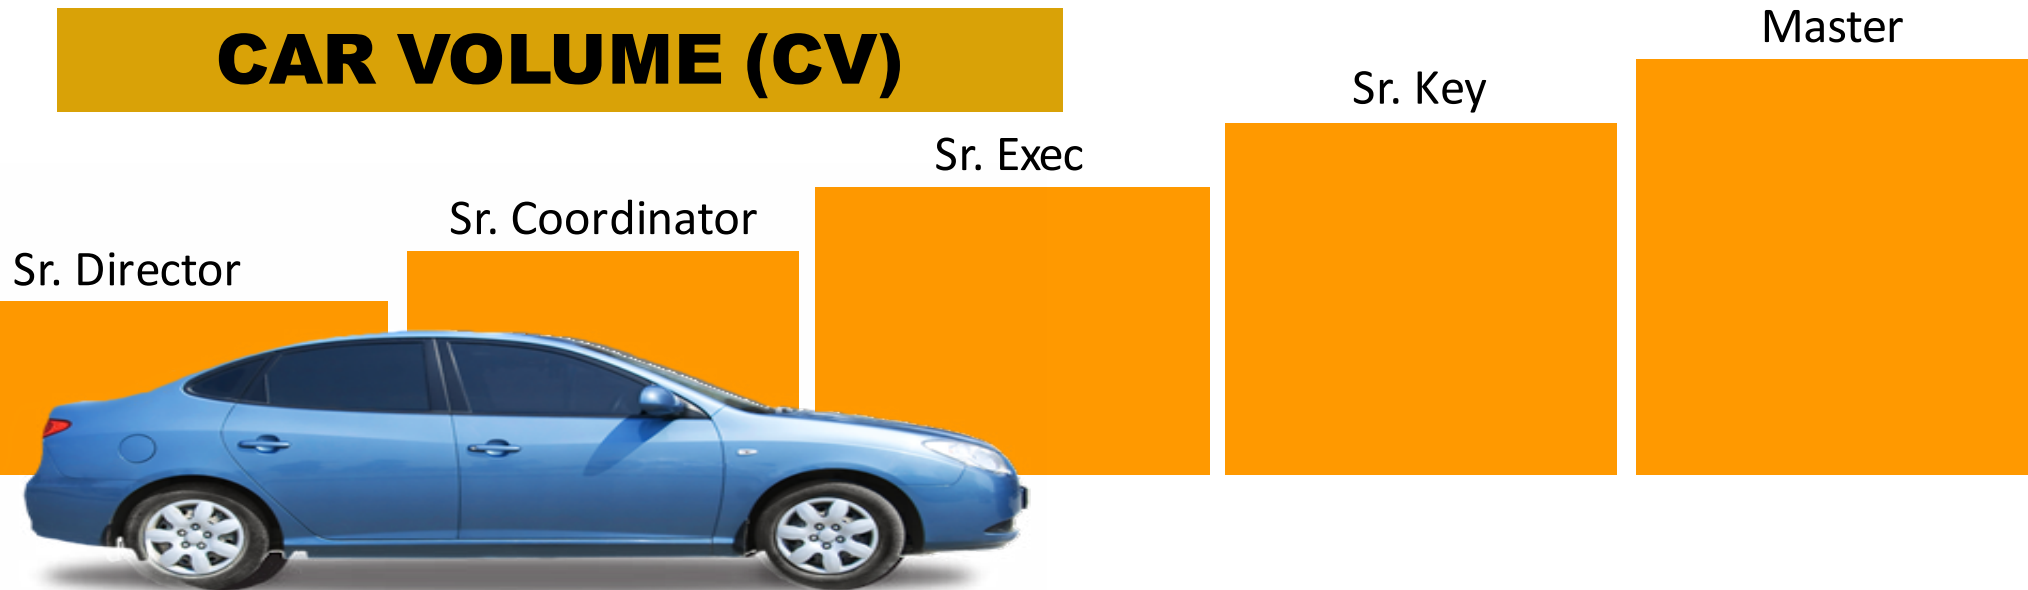 CAR VOLUME (CV)
Master
Sr. Key
Sr. Exec
Sr. Coordinator
Sr. Director